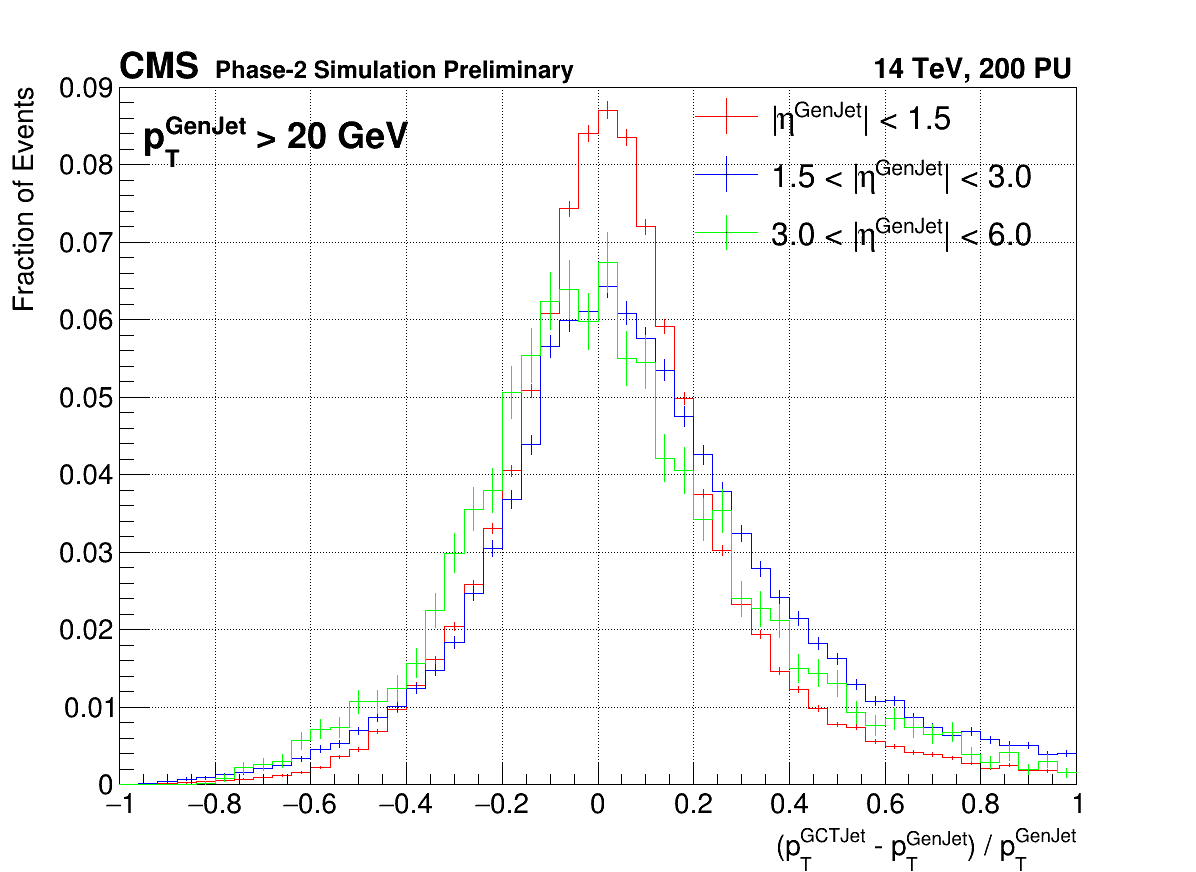 CMS Phase-2 Simulation Preliminary 14 TeV, 200 PU
Fraction of Events
p_T^GenJet > 20 GeV
|η^GenJet| < 1.5
1.5 < |η^GenJet| < 3.0
3.0 < |η^GenJet| < 6.0
0.09
0.08
0.07
0.06
0.05
0.04
0.03
0.02
0.01
0
−1 −0.8 −0.6 −0.4 −0.2 0 0.2 0.4 0.6 0.8 1
(p_T^GCTJet - p_T^GenJet) / p_T^GenJet